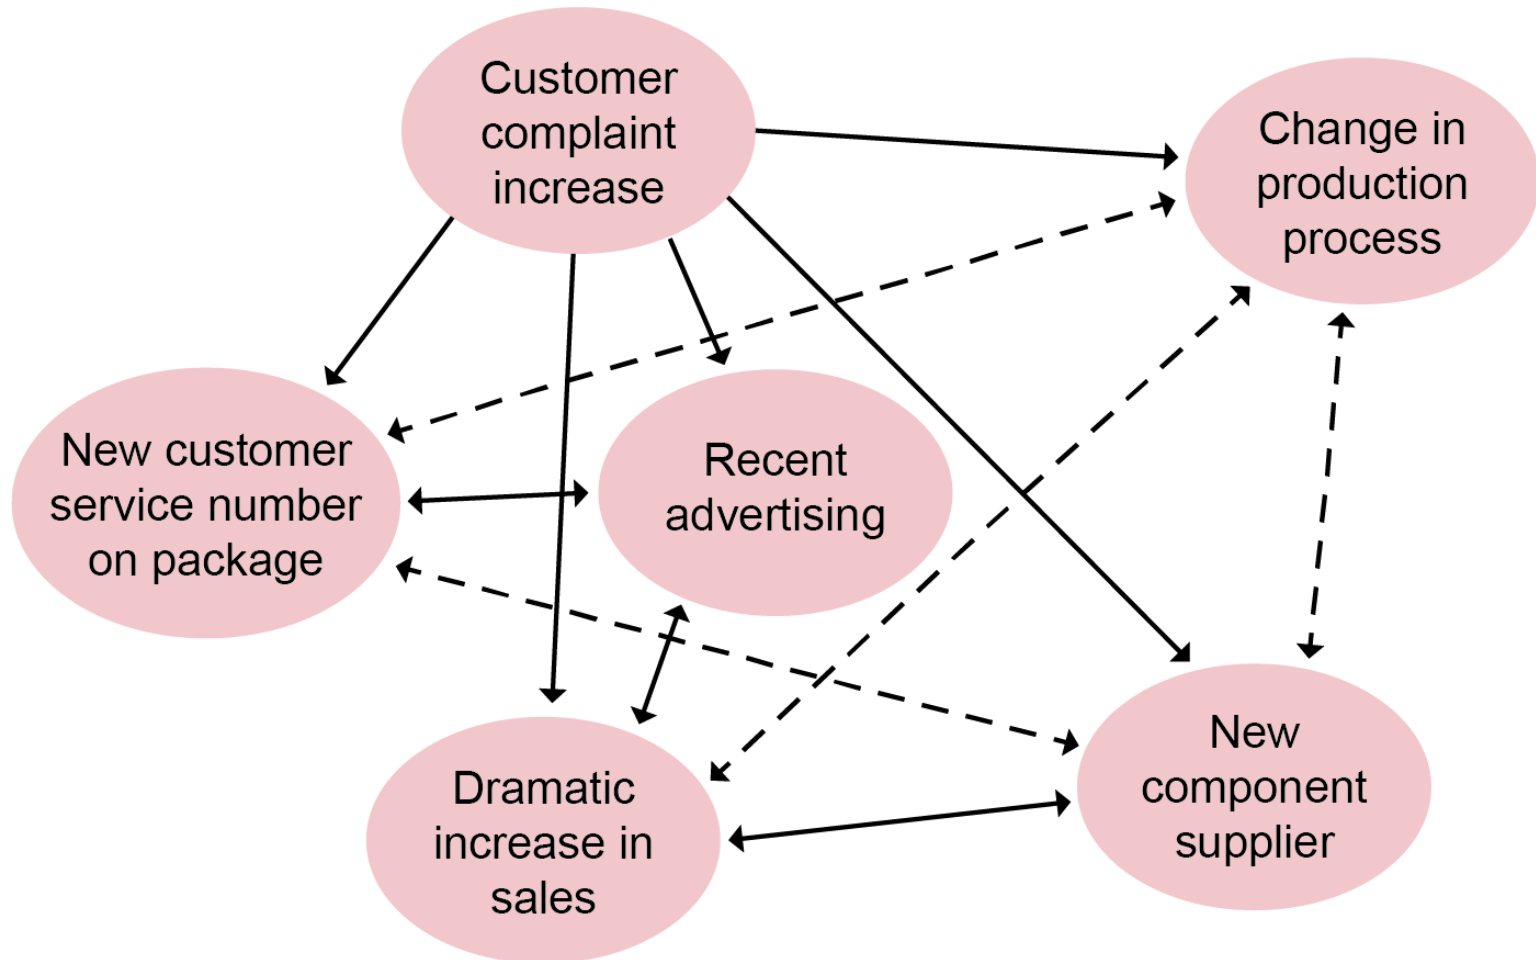 Customer
complaint
increase
Change in
production
process
New customer
service number
on package
Recent
advertising
Dramatic
increase in
sales
New
component
supplier